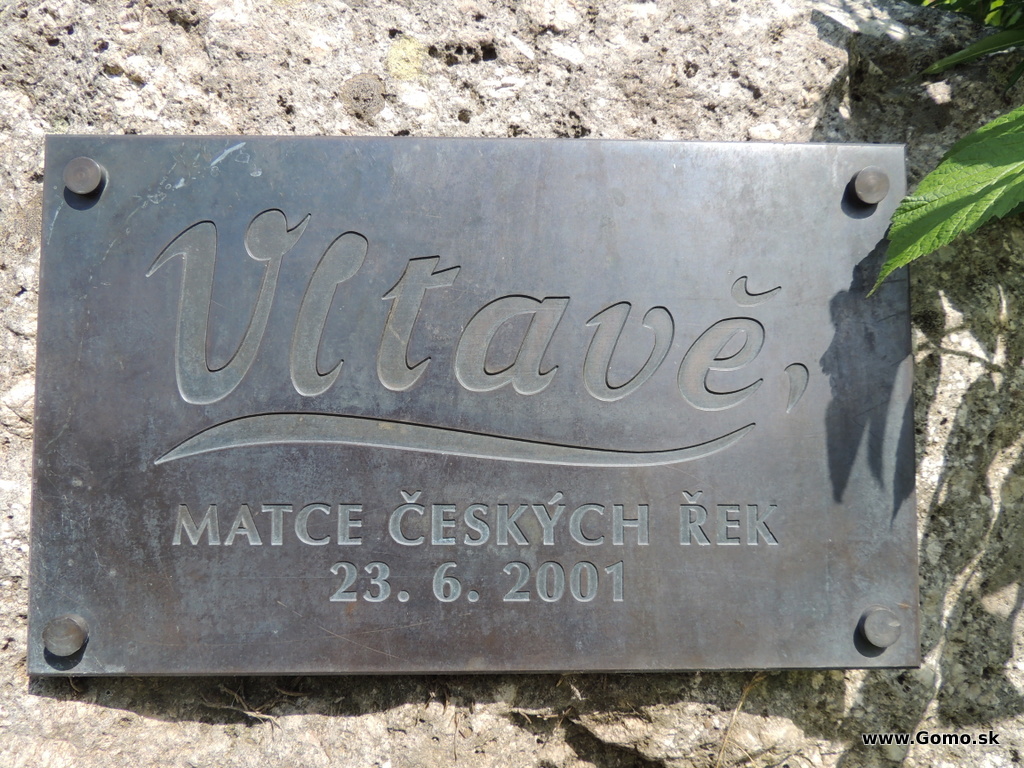 Vltavě,
MATCE ČESKÝCH ŘEK
23. 6. 2001
www.Gomo.sk